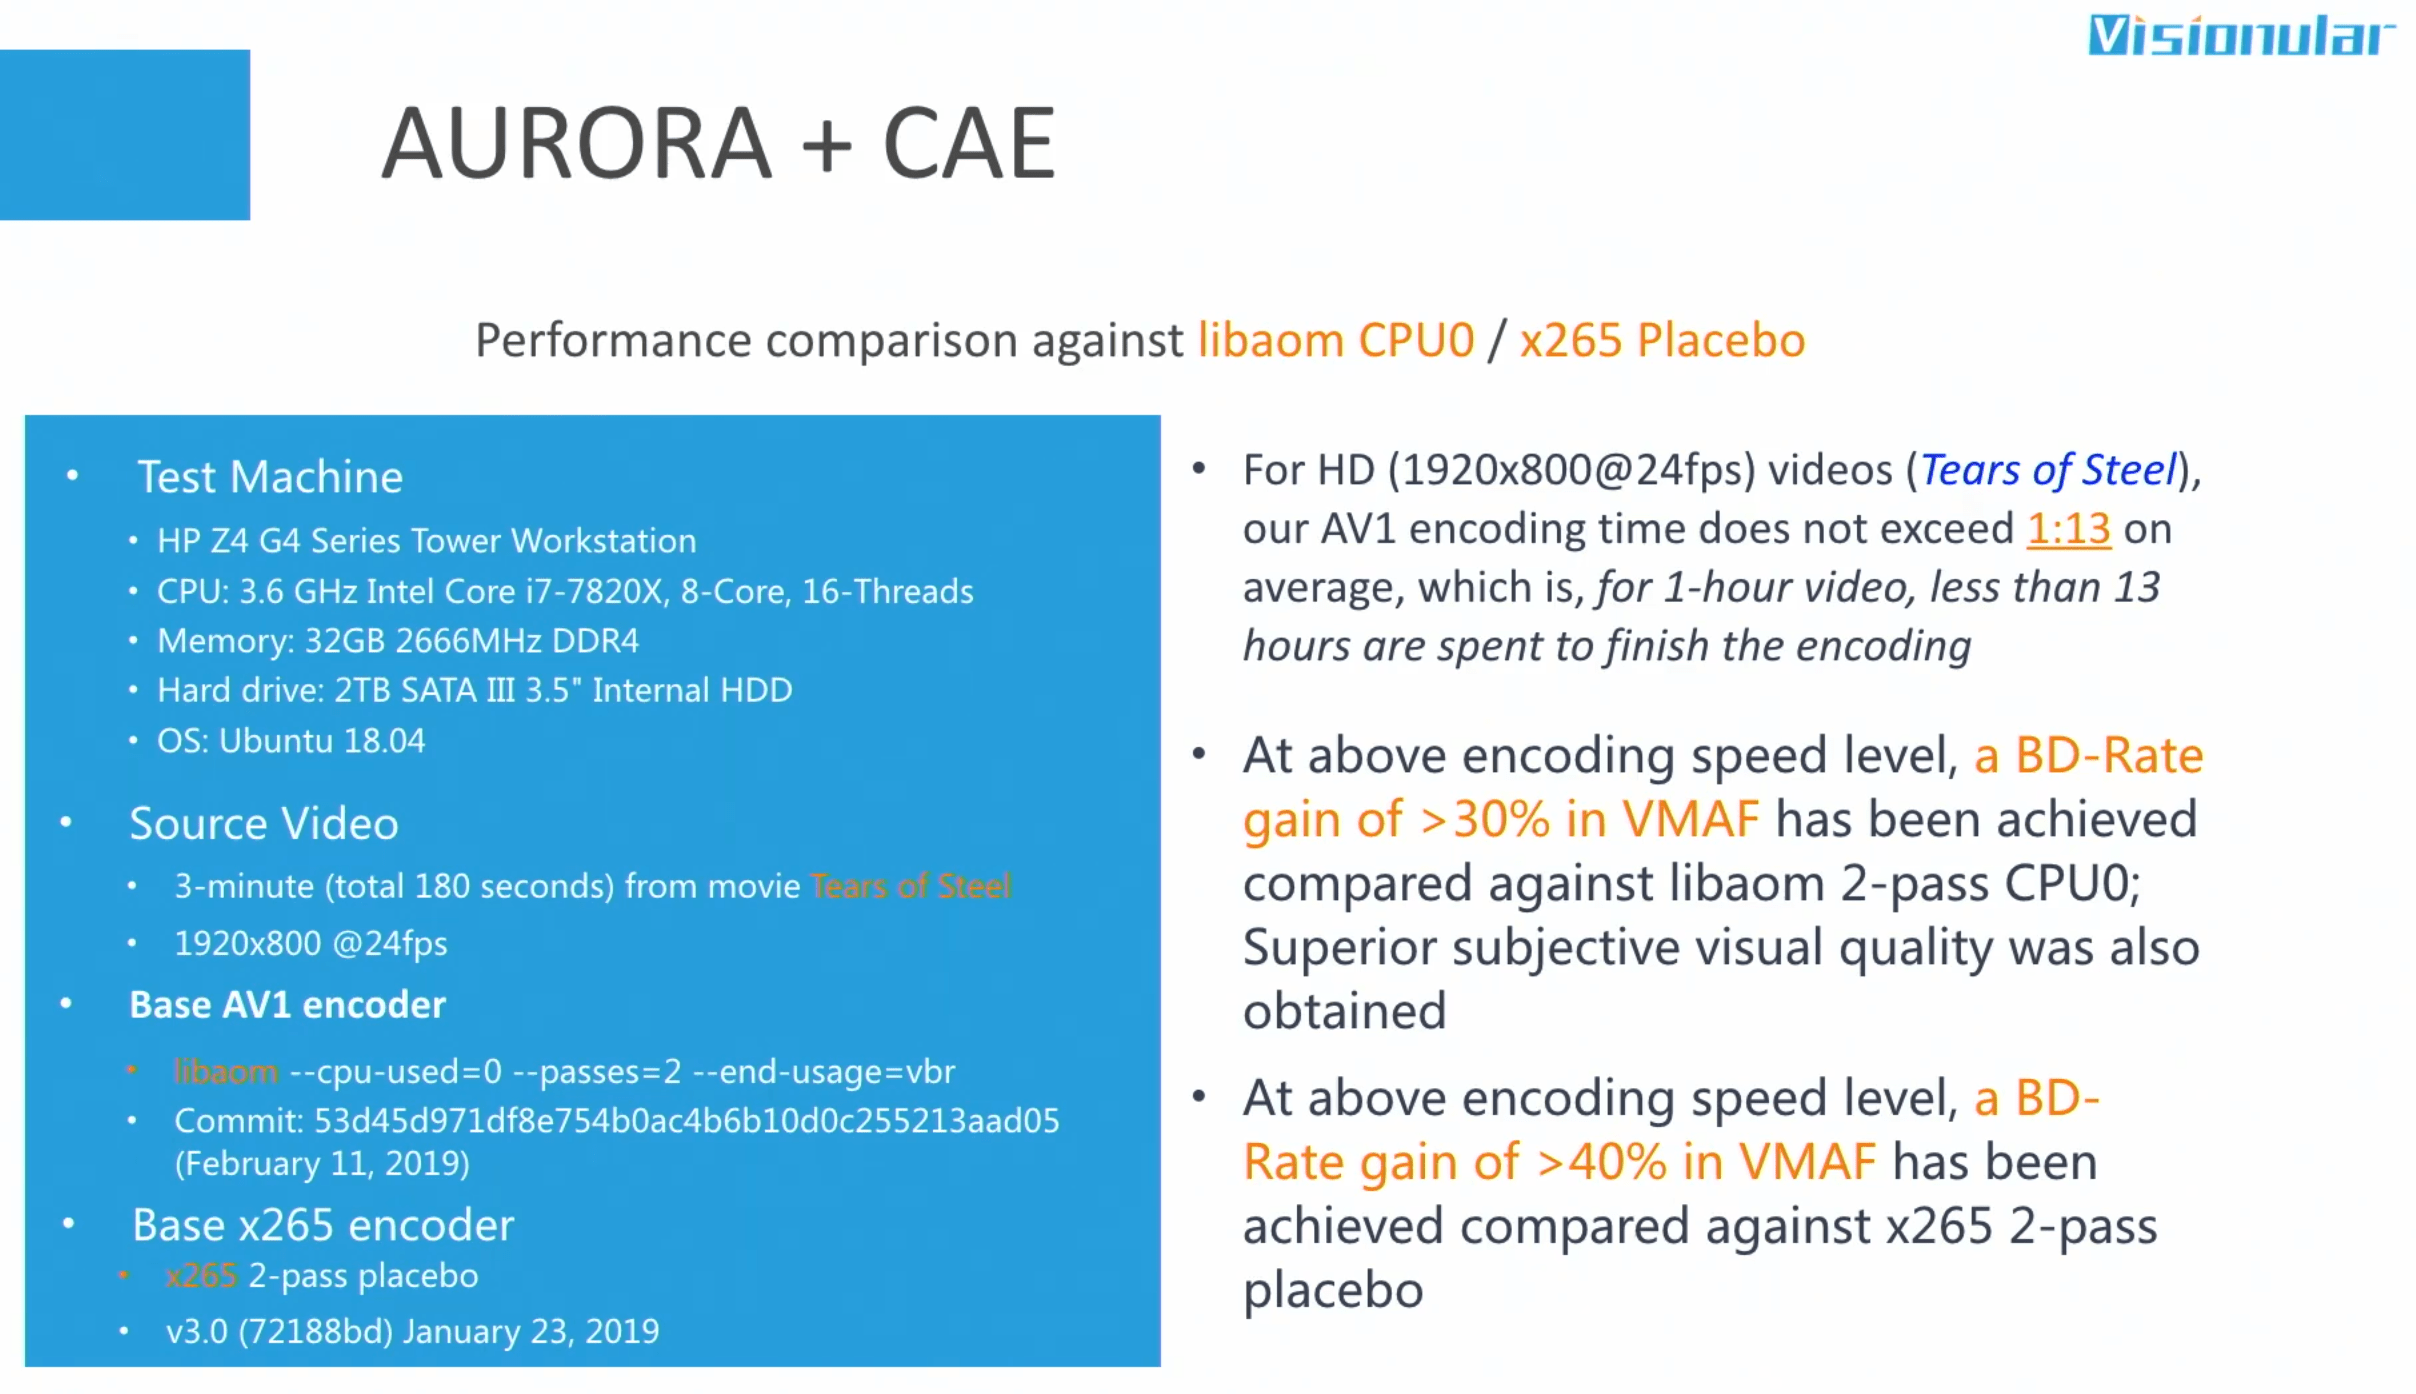 Visionular
AURORA + CAE
Performance comparison against libaom CPU0 / x265 Placebo
• Test Machine
• HP Z4 G4 Series Tower Workstation
• CPU: 3.6 GHz Intel Core i7-7820X, 8-Core, 16-Threads
• Memory: 32GB 2666MHz DDR4
• Hard drive: 2TB SATA III 3.5" Internal HDD
• OS: Ubuntu 18.04
• Source Video
• 3-minute (total 180 seconds) from movie Tears of Steel
• 1920x800 @24fps
• Base AV1 encoder
• libaom --cpu-used=0 --passes=2 --end-usage=vbr
• Commit: 53d45d971df8e754b0ac4b6b10d0c255213aad05
(February 11, 2019)
• Base x265 encoder
• x265 2-pass placebo
• v3.0 (72188bd) January 23, 2019
• For HD (1920x800@24fps) videos (Tears of Steel),
our AV1 encoding time does not exceed 1:13 on
average, which is, for 1-hour video, less than 13
hours are spent to finish the encoding
• At above encoding speed level, a BD-Rate
gain of >30% in VMAF has been achieved
compared against libaom 2-pass CPU0;
Superior subjective visual quality was also
obtained
• At above encoding speed level, a BD-
Rate gain of >40% in VMAF has been
achieved compared against x265 2-pass
placebo